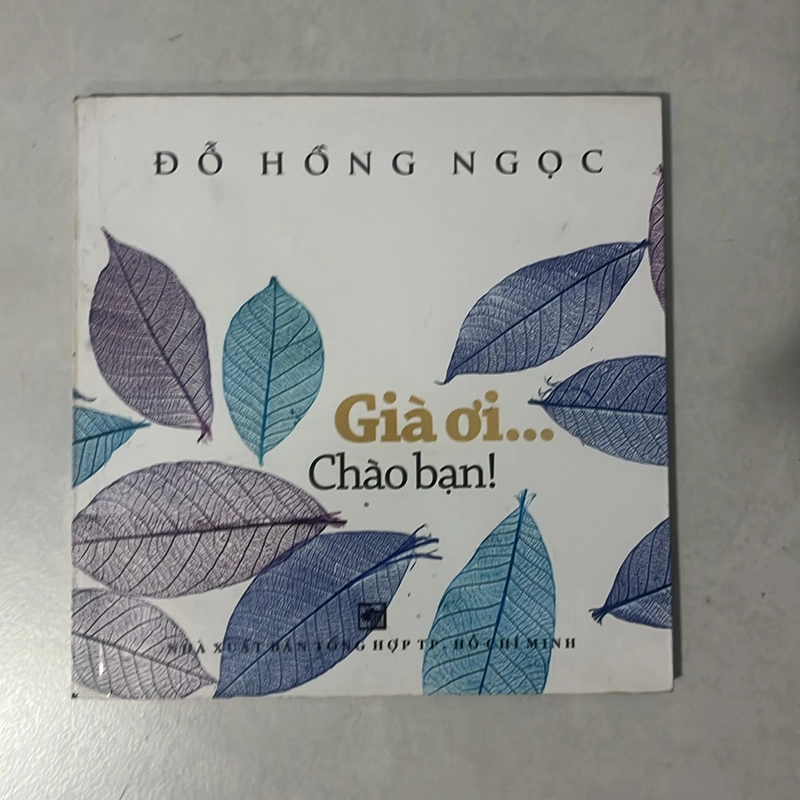 ĐỖ HỒNG NGỌC
Già ơi...
Chào bạn!
NHÀ XUẤT BẢN TỔNG HỢP TP. HỒ CHÍ MINH